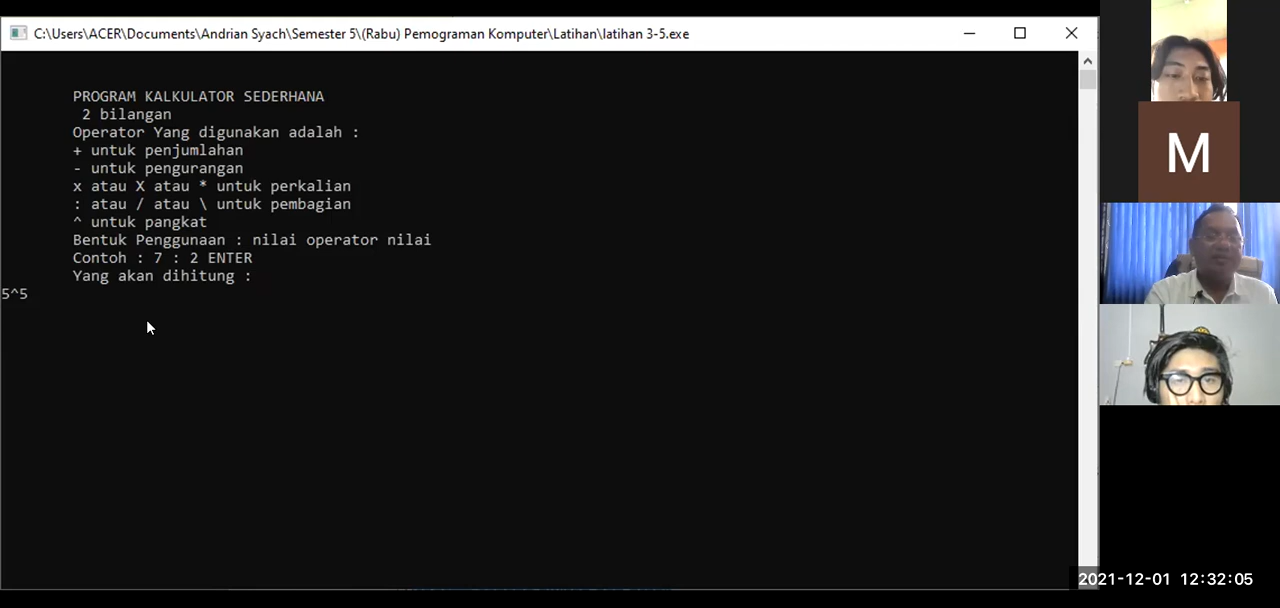 C:\Users\ACER\Documents\Andrian Syach\Semester 5\(Rabu) Pemograman Komputer\Latihan\latihan 3-5.exe
PROGRAM KALKULATOR SEDERHANA
2 bilangan
Operator Yang digunakan adalah :
+ untuk penjumlahan
- untuk pengurangan
x atau X atau * untuk perkalian
: atau / atau \ untuk pembagian
^ untuk pangkat
Bentuk Penggunaan : nilai operator nilai
Contoh : 7 : 2 ENTER
Yang akan dihitung :
5^5
M
2021-12-01 12:32:05